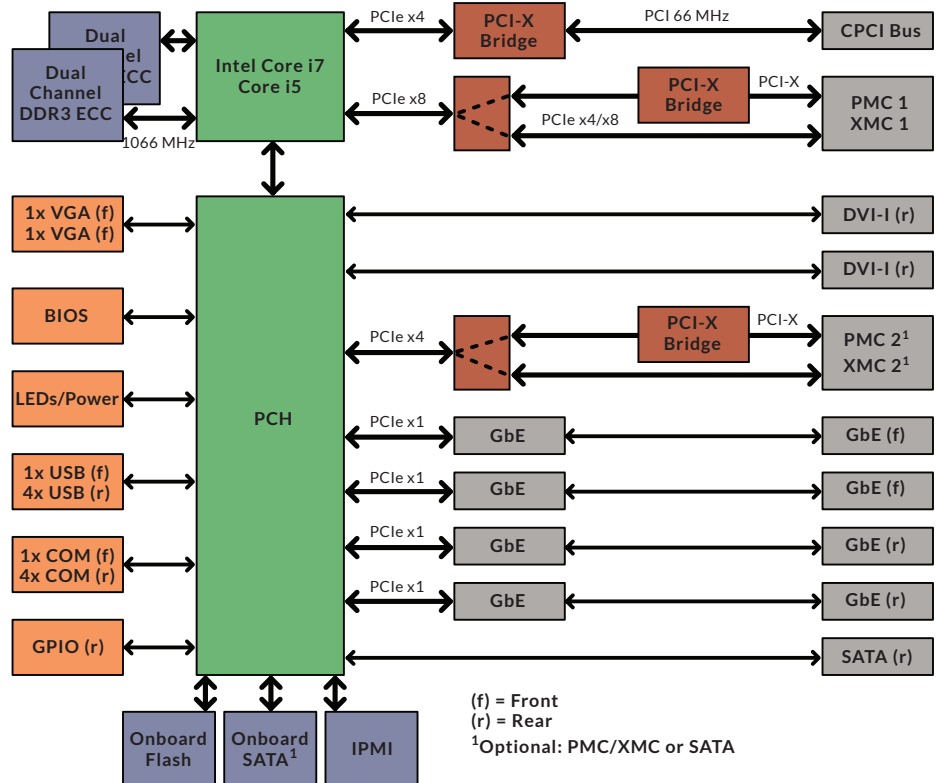 Dual
el
CC
Dual
Channel
DDR3 ECC
1066 MHz
Intel Core i7
Core i5
PCIe x4
PCI-X
Bridge
PCI 66 MHz
CPCI Bus
PCIe x8
PCI-X
Bridge
PCI-X
PCIe x4/x8
PMC 1
XMC 1
1x VGA (f)
1x VGA (f)
BIOS
LEDs/Power
1x USB (f)
4x USB (r)
1x COM (f)
4x COM (r)
GPIO (r)
PCH
DVI-I (r)
DVI-I (r)
PCIe x4
PCI-X
Bridge
PCI-X
PMC 2¹
XMC 2¹
PCIe x1
GbE
GbE (f)
PCIe x1
GbE
GbE (f)
PCIe x1
GbE
GbE (r)
PCIe x1
GbE
GbE (r)
SATA (r)
Onboard
Flash
Onboard
SATA¹
IPMI
(f) = Front
(r) = Rear
¹Optional: PMC/XMC or SATA